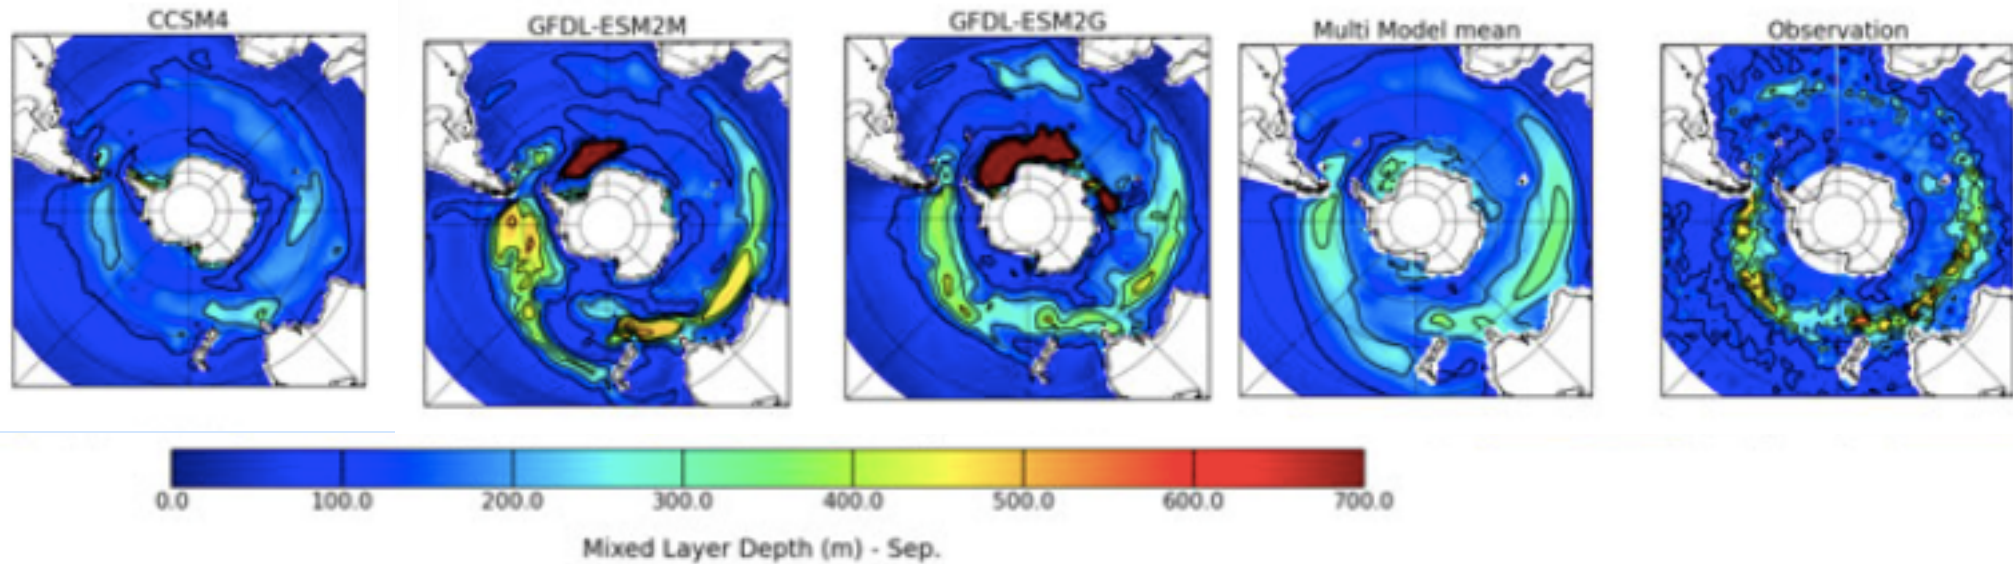 CCSM4
GFDL-ESM2M
GFDL-ESM2G
Multi Model mean
Observation
0.0 100.0 200.0 300.0 400.0 500.0 600.0 700.0
Mixed Layer Depth (m) - Sep.